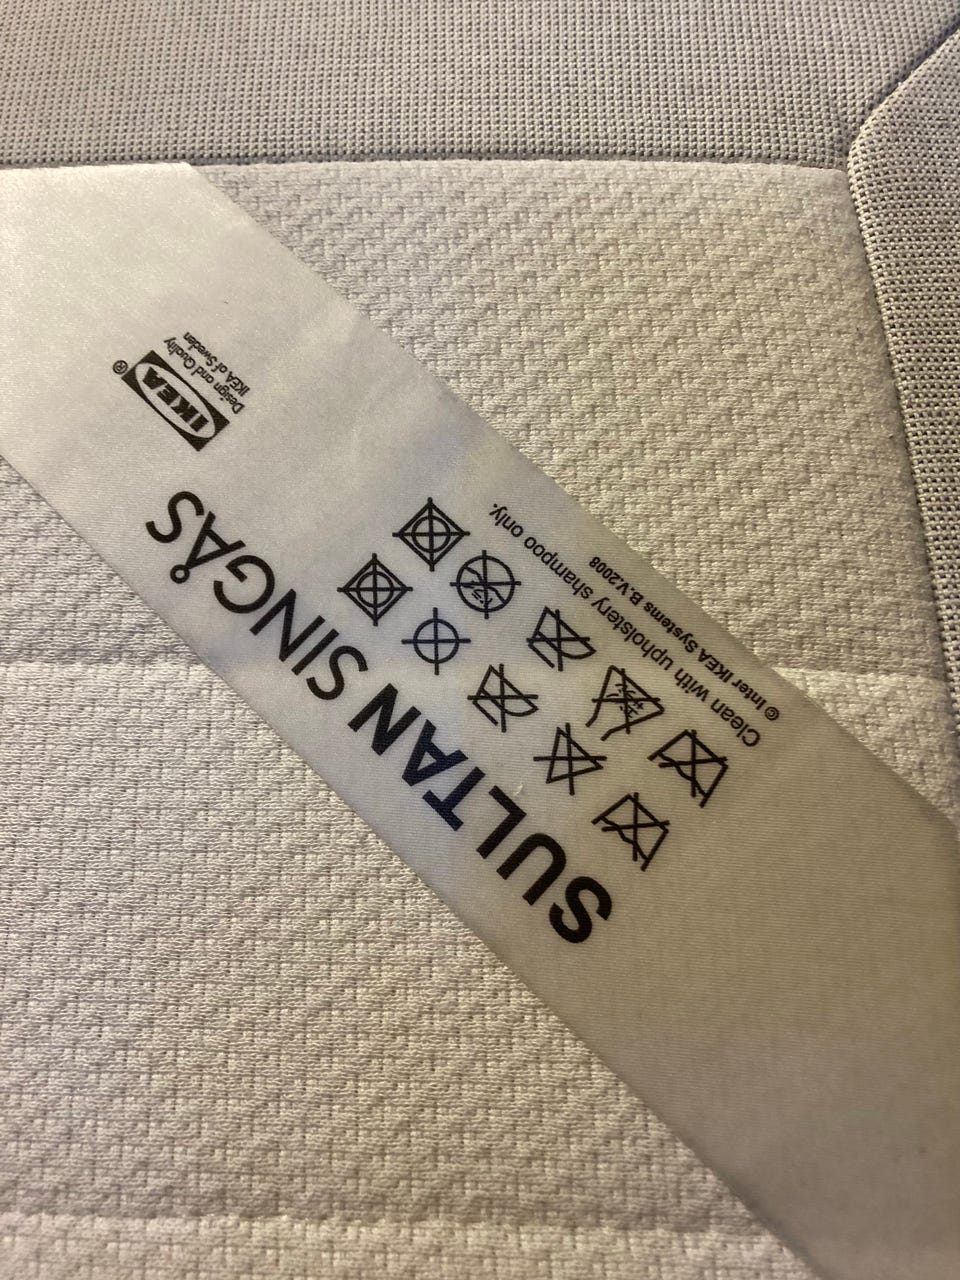 SULTAN SINGÅS
Clean with upholstery shampoo only.
© Inter IKEA Systems B.V.2008
IKEA®
Design and Quality
IKEA of Sweden